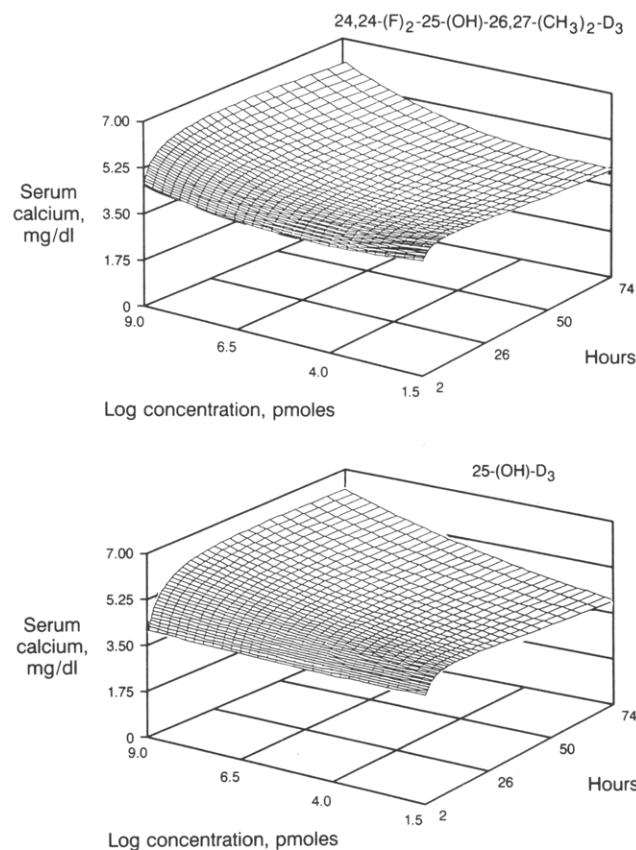 24,24-(F)2-25-(OH)-26,27-(CH3)2-D3
7.00
5.25
Serum
calcium,
mg/dl
3.50
1.75
0
9.0
6.5
4.0
1.5
2
26
50
74
Hours
Log concentration, pmoles
25-(OH)-D3
7.00
5.25
Serum
calcium,
mg/dl
3.50
1.75
0
9.0
6.5
4.0
1.5
2
26
50
74
Hours
Log concentration, pmoles